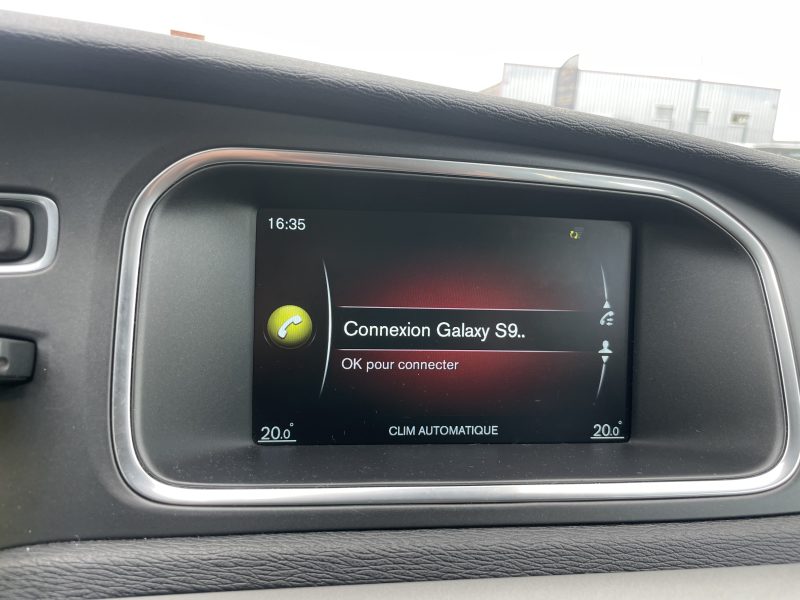 16:35
Connexion Galaxy S9..
OK pour connecter
20.0°
CLIM AUTOMATIQUE
20.0°